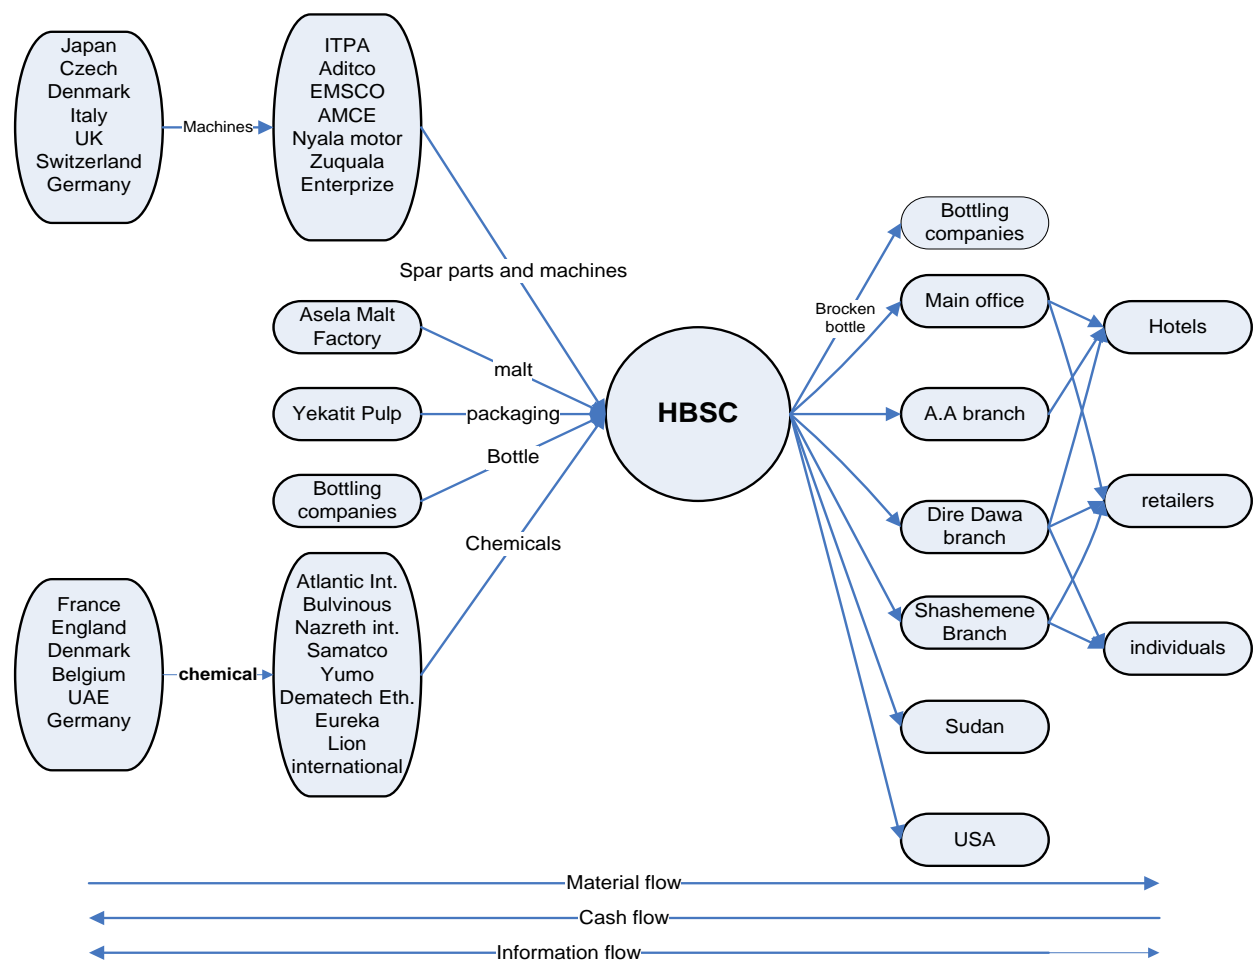 Japan
Czech
Denmark
Italy
UK
Switzerland
Germany
Machines
ITPA
Aditco
EMSCO
AMCE
Nyala motor
Zuquala
Enterprize
Spar parts and machines
Asela Malt
Factory
malt
Yekatit Pulp
packaging
Bottling
companies
Bottle
France
England
Denmark
Belgium
UAE
Germany
chemical
Atlantic Int.
Bulvinous
Nazreth int.
Samatco
Yumo
Dematech Eth.
Eureka
Lion
international
Chemicals
HBSC
Brocken
bottle
Bottling
companies
Main office
A.A branch
Dire Dawa
branch
Shashemene
Branch
Sudan
USA
Hotels
retailers
individuals
Material flow
Cash flow
Information flow